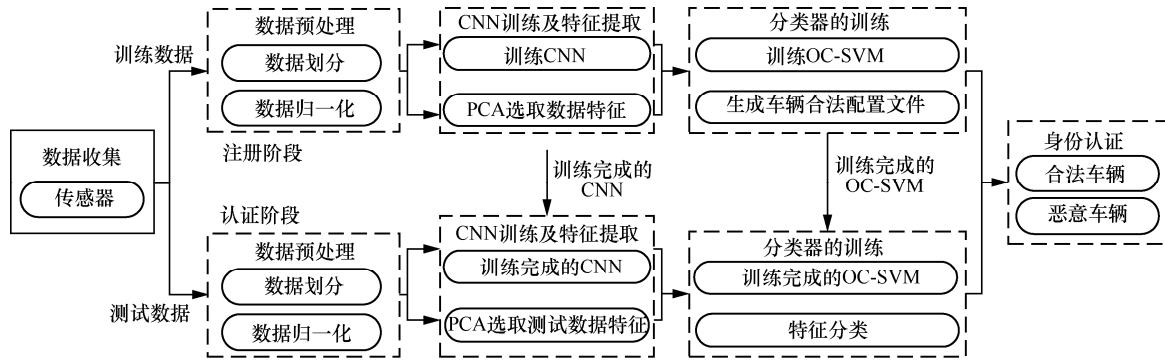 数据收集
传感器
训练数据
数据预处理
数据划分
数据归一化
注册阶段
CNN训练及特征提取
训练CNN
PCA选取数据特征
分类器的训练
训练OC-SVM
生成车辆合法配置文件
训练完成的
CNN
训练完成的
OC-SVM
认证阶段
测试数据
数据预处理
数据划分
数据归一化
CNN训练及特征提取
训练完成的CNN
PCA选取测试数据特征
分类器的训练
训练完成的OC-SVM
特征分类
身份认证
合法车辆
恶意车辆